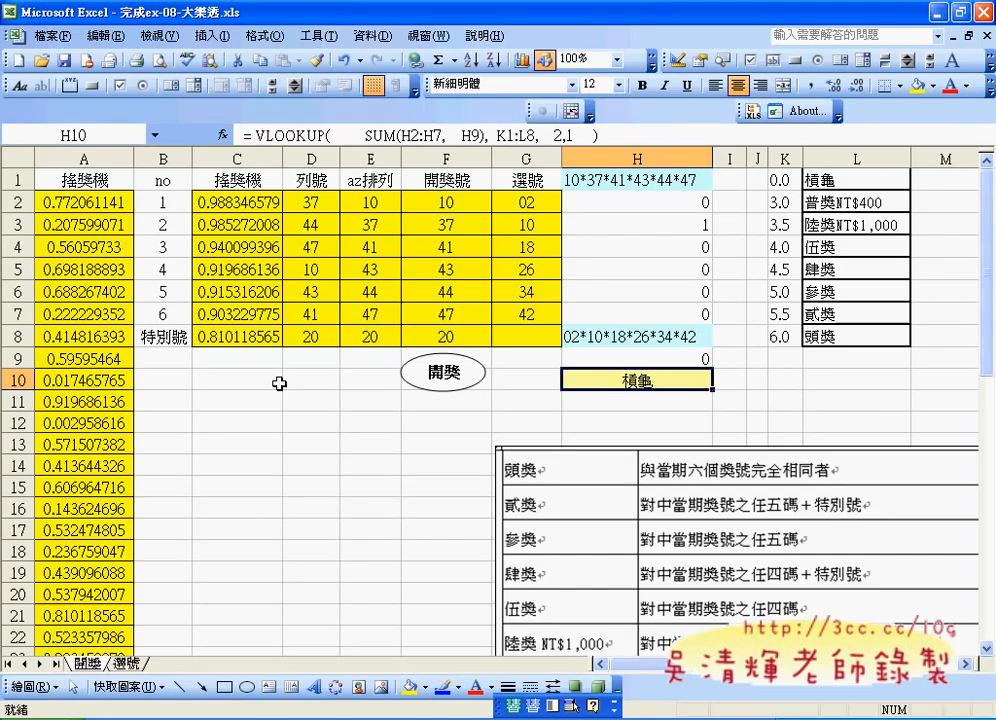 Microsoft Excel - 完成ex-08-大樂透.xls
檔案(F) 編輯(E) 檢視(V) 插入(I) 格式(O) 工具(T) 資料(D) 視窗(W) 說明(H) 輸入需要解答的問題
100%
新細明體 12 B I U
About...
H10 fx = VLOOKUP( SUM(H2:H7, H9), K1:L8, 2,1 )
A B C D E F G H I J K L M
1 搖獎機 no 搖獎機 列號 az排列 開獎號 選號 10*37*41*43*44*47 0.0 槓龜
2 0.772061141 1 0.988346579 37 10 10 02 0 3.0 普獎NT$400
3 0.207599071 2 0.985272008 44 37 37 10 1 3.5 陸獎NT$1,000
4 0.56059733 3 0.940099396 47 41 41 18 0 4.0 伍獎
5 0.698188893 4 0.919686136 10 43 43 26 0 4.5 肆獎
6 0.688267402 5 0.915316206 43 44 44 34 0 5.0 參獎
7 0.222229352 6 0.903229775 41 47 47 42 0 5.5 貳獎
8 0.414816393 特別號 0.810118565 20 20 20 02*10*18*26*34*42 6.0 頭獎
9 0.59595464 0
開獎
10 0.017465765 槓龜
11 0.919686136
12 0.002958616
13 0.571507382
14 0.413644326
15 0.606964716
16 0.143624696
17 0.532474805
18 0.236759047
19 0.439096088
20 0.537942007
21 0.810118565
22 0.523357986
23
頭獎 與當期六個獎號完全相同者
貳獎 對中當期獎號之任五碼＋特別號
參獎 對中當期獎號之任五碼
肆獎 對中當期獎號之任四碼＋特別號
伍獎 對中當期獎號之任四碼
陸獎 NT$1,000 對中
http://3cc.cc/10g
吳清輝老師錄製
開獎 選號
繪圖(R) 快取圖案(U)
就緒 NUM